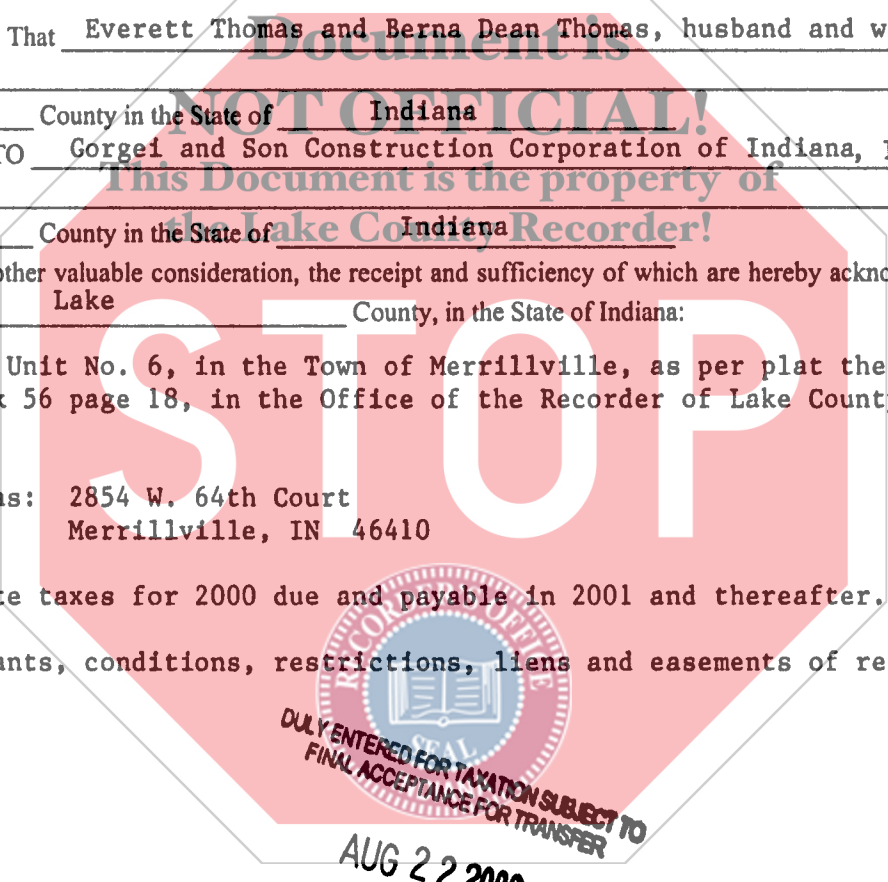 That Everett Thomas and Berna Dean Thomas, husband and w
Document is
County in the State of Indiana
NOT OFFICIAL!
TO Gorgei and Son Construction Corporation of Indiana,
This Document is the property of
County in the State of Indiana
the Lake County Recorder!
other valuable consideration, the receipt and sufficiency of which are hereby ackno
Lake County, in the State of Indiana:
STOP
Unit No. 6, in the Town of Merrillville, as per plat the
56 page 18, in the Office of the Recorder of Lake County
2854 W. 64th Court
Merrillville, IN 46410
te taxes for 2000 due and payable in 2001 and thereafter.
ants, conditions, restrictions, liens and easements of re
RECORDER'S OFFICE
SEAL
DULY ENTERED FOR TAXATION SUBJECT TO
FINAL ACCEPTANCE FOR TRANSFER
AUG 22 2000